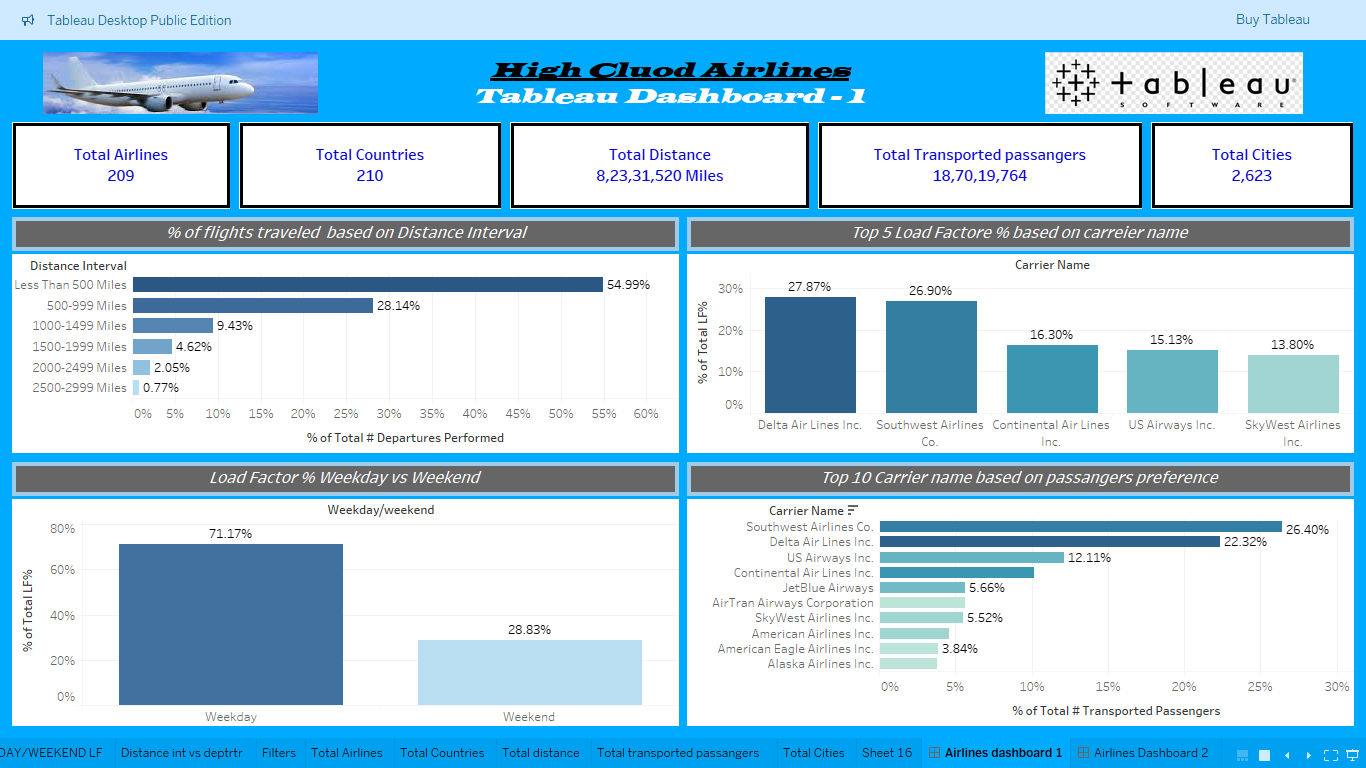 Tableau Desktop Public Edition
Buy Tableau
High Cluod Airlines
Tableau Dashboard - 1
+ableau
SOFTWARE
Total Airlines
209
Total Countries
210
Total Distance
8,23,31,520 Miles
Total Transported passangers
18,70,19,764
Total Cities
2,623
% of flights traveled  based on Distance Interval
Distance Interval
Less Than 500 Miles
54.99%
500-999 Miles
28.14%
1000-1499 Miles
9.43%
1500-1999 Miles
4.62%
2000-2499 Miles
2.05%
2500-2999 Miles
0.77%
0% 5% 10% 15% 20% 25% 30% 35% 40% 45% 50% 55% 60%
% of Total # Departures Performed
Top 5 Load Factore % based on carreier name
Carrier Name
% of Total LF%
30%
20%
10%
0%
27.87%
26.90%
16.30%
15.13%
13.80%
Delta Air Lines Inc.
Southwest Airlines
Co.
Continental Air Lines
Inc.
US Airways Inc.
SkyWest Airlines
Inc.
Load Factor % Weekday vs Weekend
Weekday/weekend
% of Total LF%
80%
60%
40%
20%
0%
71.17%
28.83%
Weekday
Weekend
Top 10 Carrier name based on passangers preference
Carrier Name
Southwest Airlines Co.
26.40%
Delta Air Lines Inc.
22.32%
US Airways Inc.
12.11%
Continental Air Lines Inc.
JetBlue Airways
5.66%
AirTran Airways Corporation
SkyWest Airlines Inc.
5.52%
American Airlines Inc.
American Eagle Airlines Inc.
3.84%
Alaska Airlines Inc.
0% 5% 10% 15% 20% 25% 30%
% of Total # Transported Passengers
DAY/WEEKEND LF
Distance int vs deptrtr
Filters
Total Airlines
Total Countries
Total distance
Total transported passengers
Total Cities
Sheet 16
Airlines dashboard 1
Airlines Dashboard 2